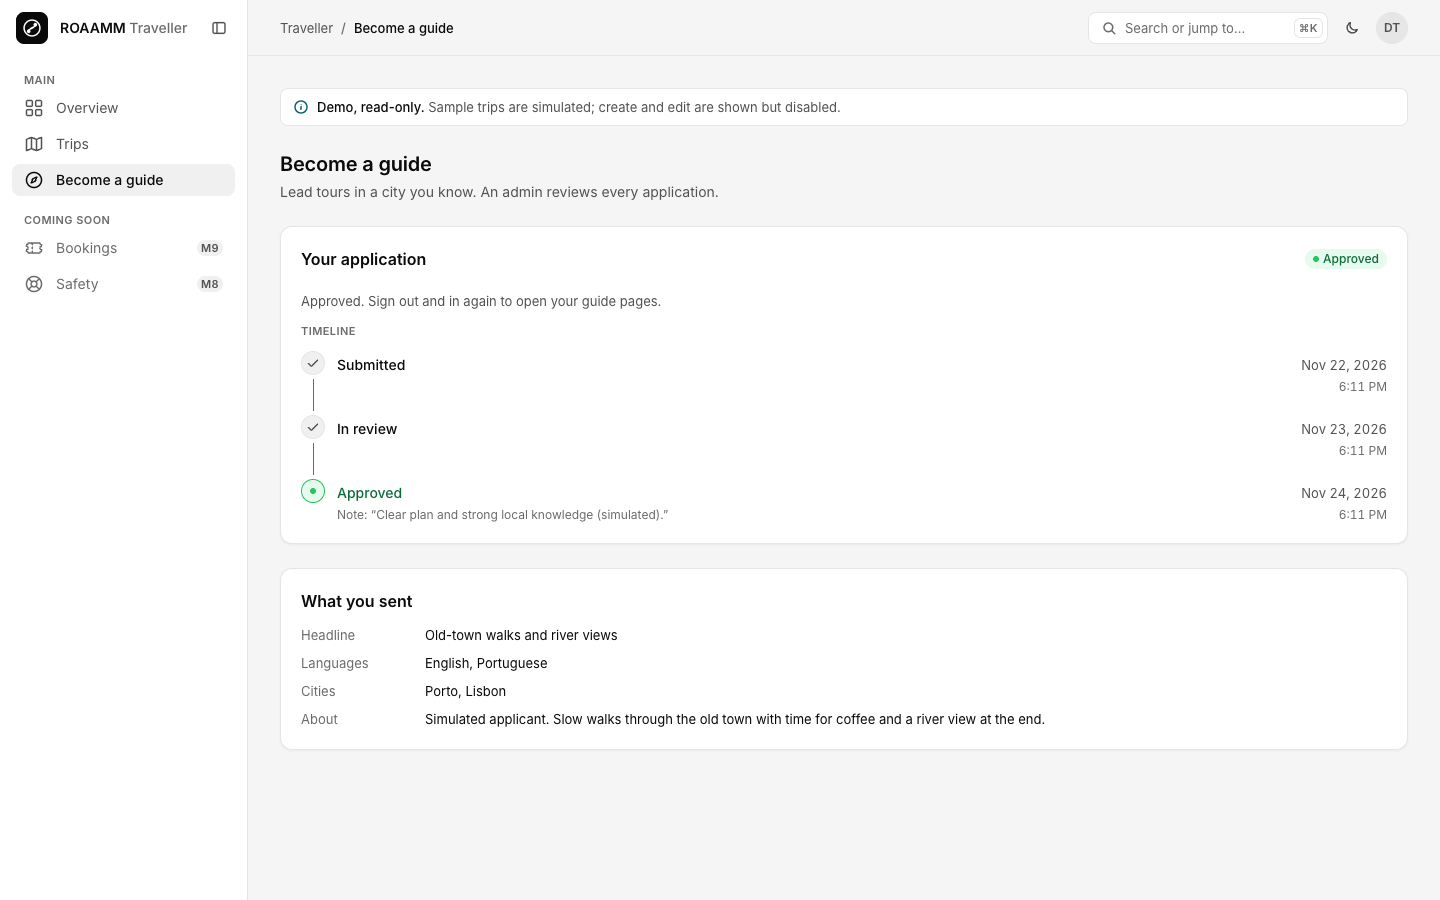 ROAAMM Traveller
Traveller / Become a guide
Search or jump to...
⌘K
DT
MAIN
Overview
Trips
Become a guide
COMING SOON
Bookings
M9
Safety
M8
Demo, read-only. Sample trips are simulated; create and edit are shown but disabled.
Become a guide
Lead tours in a city you know. An admin reviews every application.
Your application
Approved
Approved. Sign out and in again to open your guide pages.
TIMELINE
Submitted
Nov 22, 2026
6:11 PM
In review
Nov 23, 2026
6:11 PM
Approved
Nov 24, 2026
Note: “Clear plan and strong local knowledge (simulated).”
6:11 PM
What you sent
Headline
Old-town walks and river views
Languages
English, Portuguese
Cities
Porto, Lisbon
About
Simulated applicant. Slow walks through the old town with time for coffee and a river view at the end.